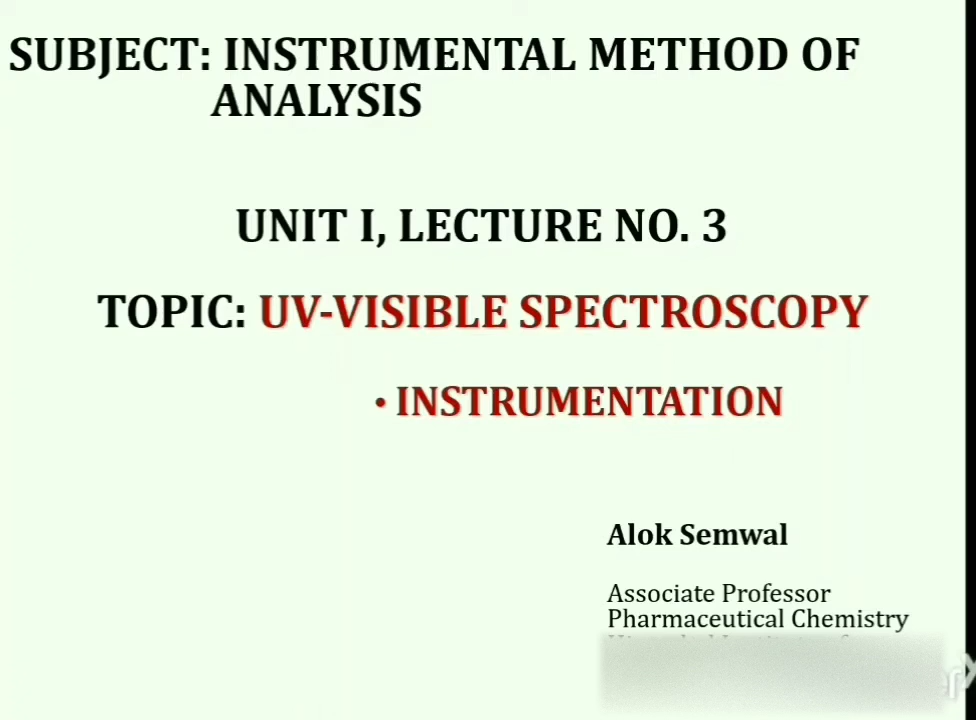 SUBJECT: INSTRUMENTAL METHOD OF
ANALYSIS
UNIT I, LECTURE NO. 3
TOPIC: UV-VISIBLE SPECTROSCOPY
• INSTRUMENTATION
Alok Semwal
Associate Professor
Pharmaceutical Chemistry